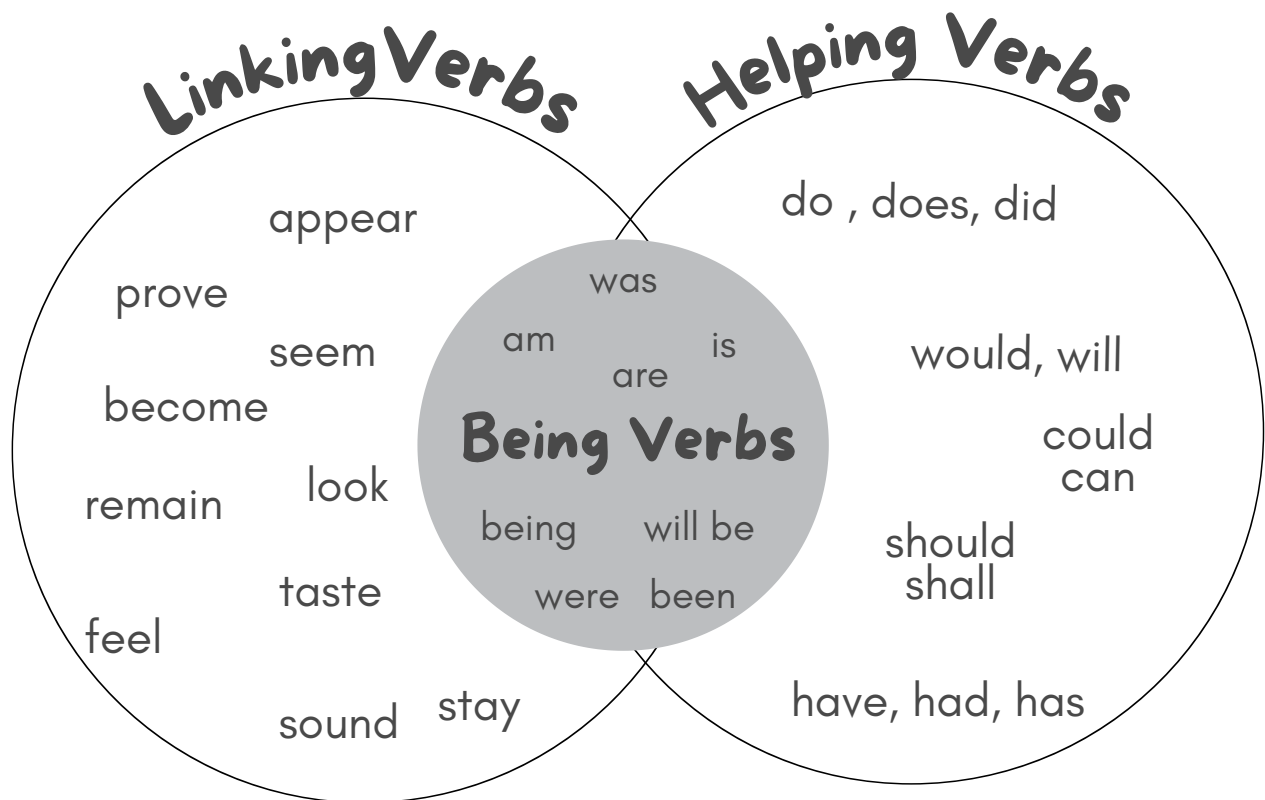 LinkingVerbs
Helping Verbs
appear
prove
seem
become
look
remain
taste
feel
sound
stay
was
am
is
are
Being Verbs
being
will be
were
been
do , does, did
would, will
could
can
should
shall
have, had, has